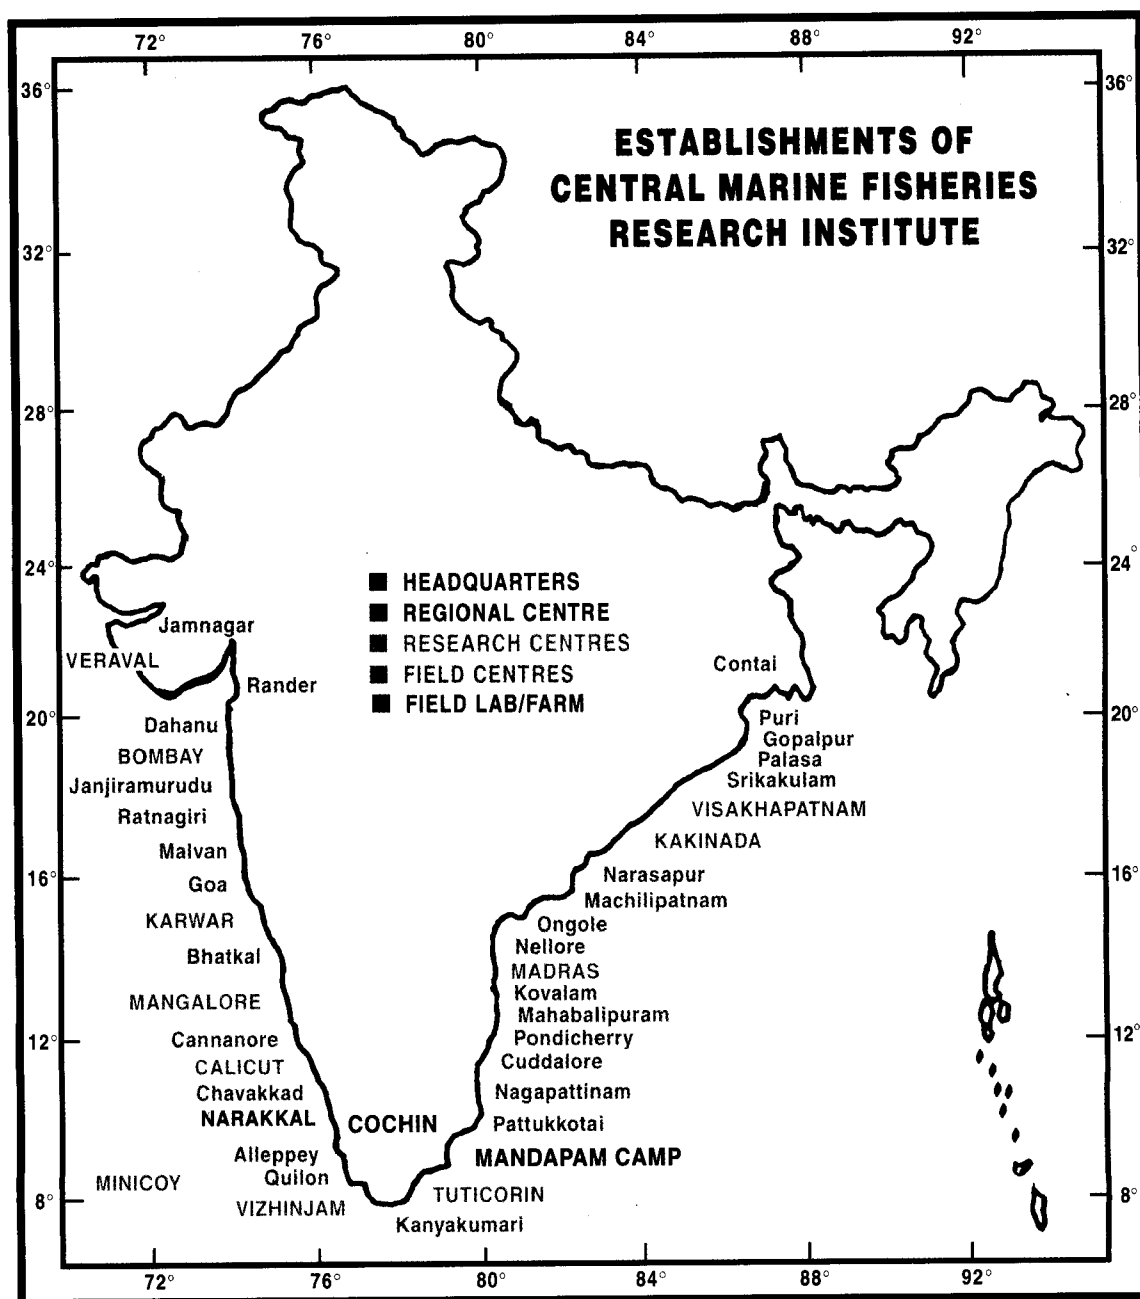 72° 76° 80° 84° 88° 92°
36° 36°
ESTABLISHMENTS OF
CENTRAL MARINE FISHERIES
RESEARCH INSTITUTE
32° 32°
28° 28°
24° 24°
■ HEADQUARTERS
■ REGIONAL CENTRE
■ RESEARCH CENTRES
■ FIELD CENTRES
■ FIELD LAB/FARM
Jamnagar
VERAVAL
Contai
Rander
20° 20°
Dahanu
Puri
Gopalpur
BOMBAY
Palasa
Janjiramurudu
Srikakulam
Ratnagiri
VISAKHAPATNAM
KAKINADA
Malvan
16° 16°
Goa
Narasapur
Machilipatnam
KARWAR
Ongole
Nellore
Bhatkal
MADRAS
Kovalam
MANGALORE
Mahabalipuram
12° 12°
Cannanore
Pondicherry
CALICUT
Cuddalore
Chavakkad
Nagapattinam
NARAKKAL
COCHIN
Pattukkotai
Alleppey
MANDAPAM CAMP
Quilon
MINICOY
TUTICORIN
8° 8°
VIZHINJAM
Kanyakumari
72° 76° 80° 84° 88° 92°